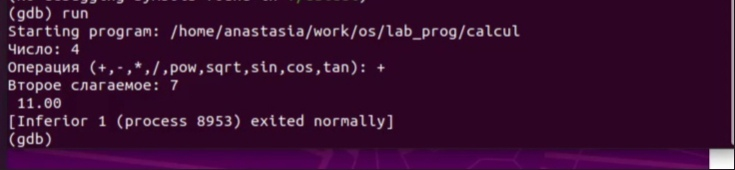 (gdb) run
Starting program: /home/anastasia/work/os/lab_prog/calcul
Число: 4
Операция (+,-,*,/,pow,sqrt,sin,cos,tan): +
Второе слагаемое: 7
 11.00
[Inferior 1 (process 8953) exited normally]
(gdb)